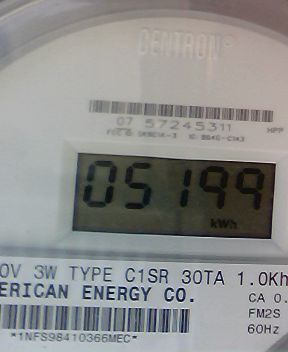 CENTRON®
07 57245311
HPP
05199
kWh
0V 3W TYPE C1SR 30TA 1.0Kh
ERICAN ENERGY CO.
CA 0.
FM2S
60Hz
*1NFS98410366MEC*